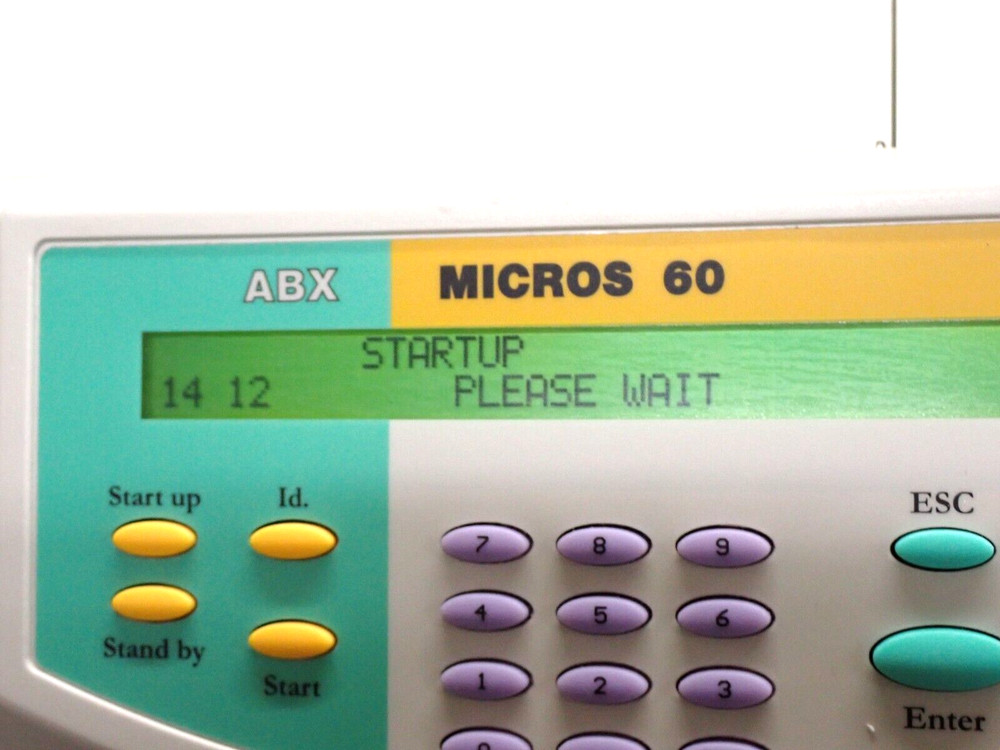 ABX MICROS 60
STARTUP
14 12 PLEASE WAIT
Start up Id. ESC
7 8 9
Stand by
4 5 6
Start
1 2 3
Enter